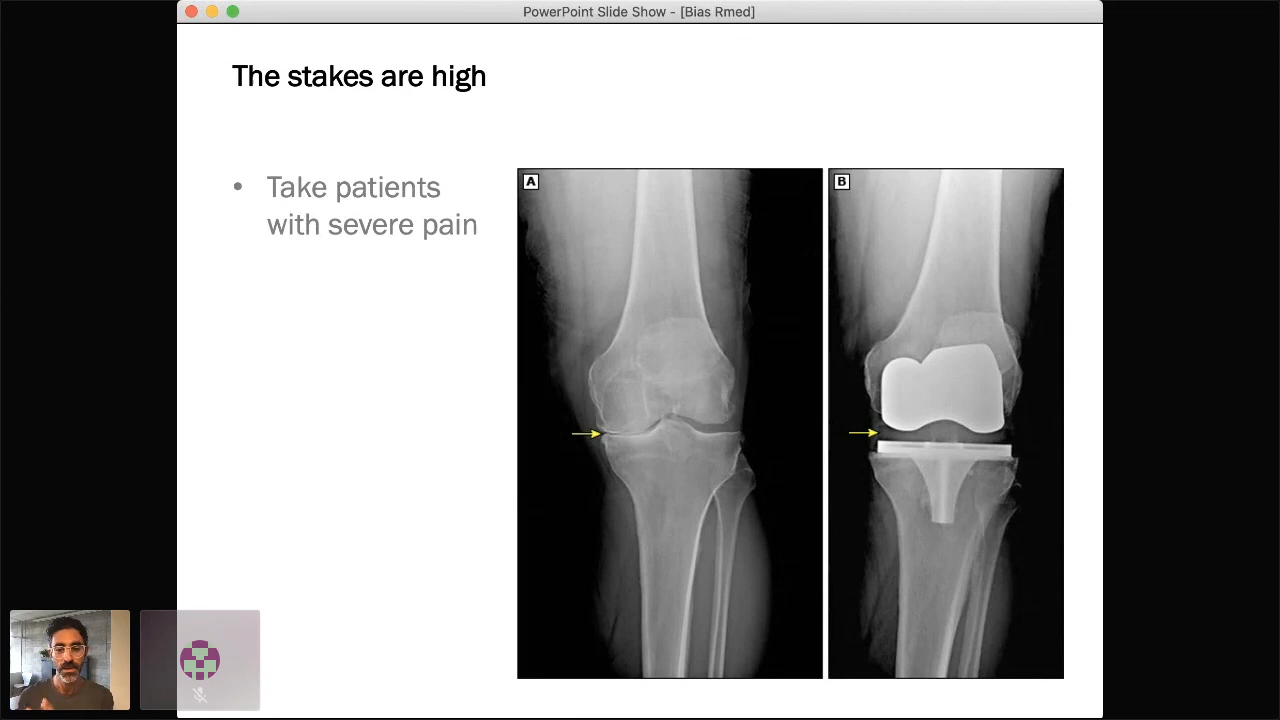 PowerPoint Slide Show - [Bias Rmed]
The stakes are high
• Take patients
with severe pain
A
B